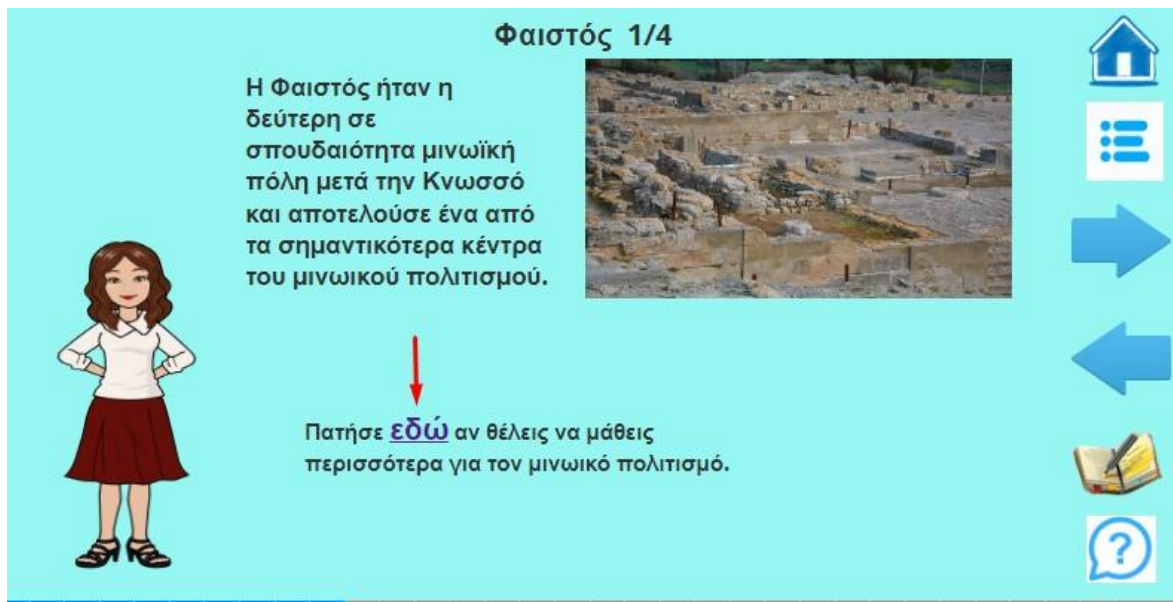 Φαιστός 1/4
Η Φαιστός ήταν η
δεύτερη σε
σπουδαιότητα μινωϊκή
πόλη μετά την Κνωσσό
και αποτελούσε ένα από
τα σημαντικότερα κέντρα
του μινωικού πολιτισμού.
Πατήσε εδώ αν θέλεις να μάθεις
περισσότερα για τον μινωικό πολιτισμό.
?